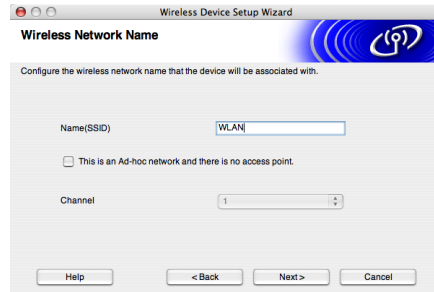 Wireless Device Setup Wizard
Wireless Network Name
Configure the wireless network name that the device will be associated with.
Name(SSID) WLAN
This is an Ad-hoc network and there is no access point.
Channel 1
Help < Back Next > Cancel